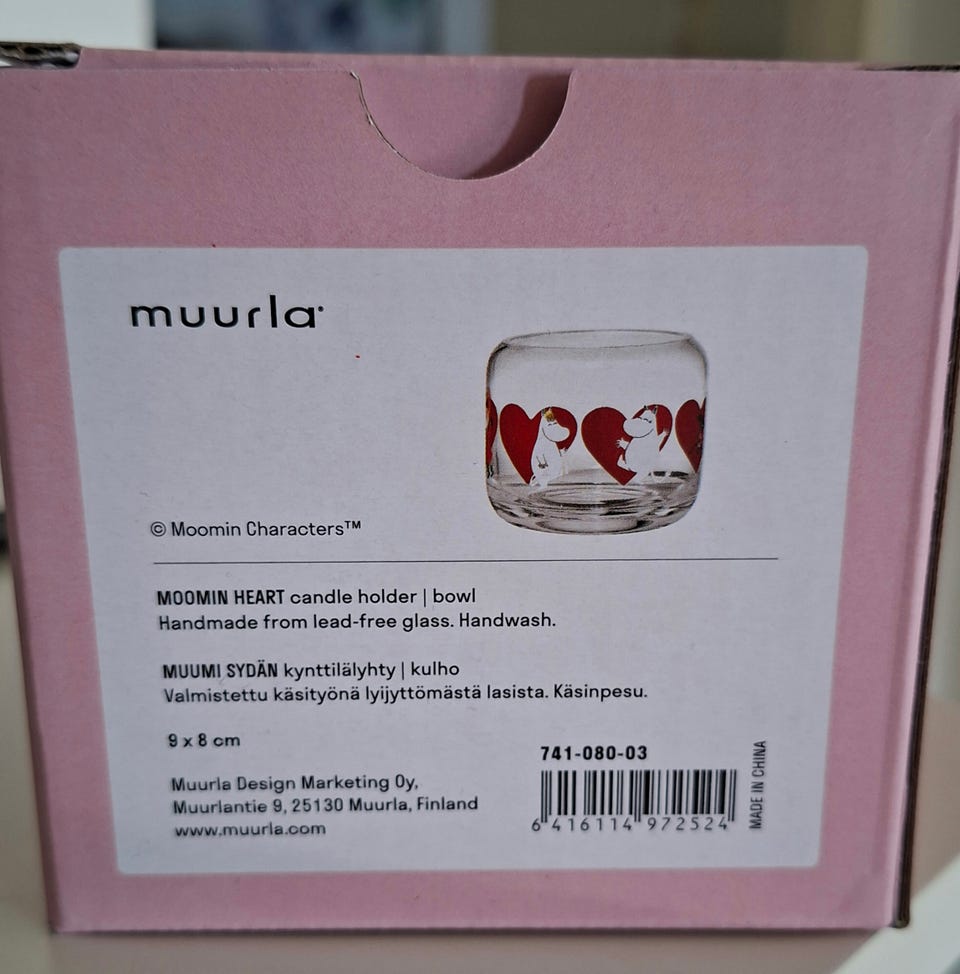 muurla
© Moomin Characters™
MOOMIN HEART candle holder | bowl
Handmade from lead-free glass. Handwash.
MUUMI SYDÄN kynttilälyhty | kulho
Valmistettu käsityönä lyijyttömästä lasista. Käsinpesu.
9 x 8 cm
Muurla Design Marketing Oy,
Muurlantie 9, 25130 Muurla, Finland
www.muurla.com
741-080-03
6 416114 972524
MADE IN CHINA